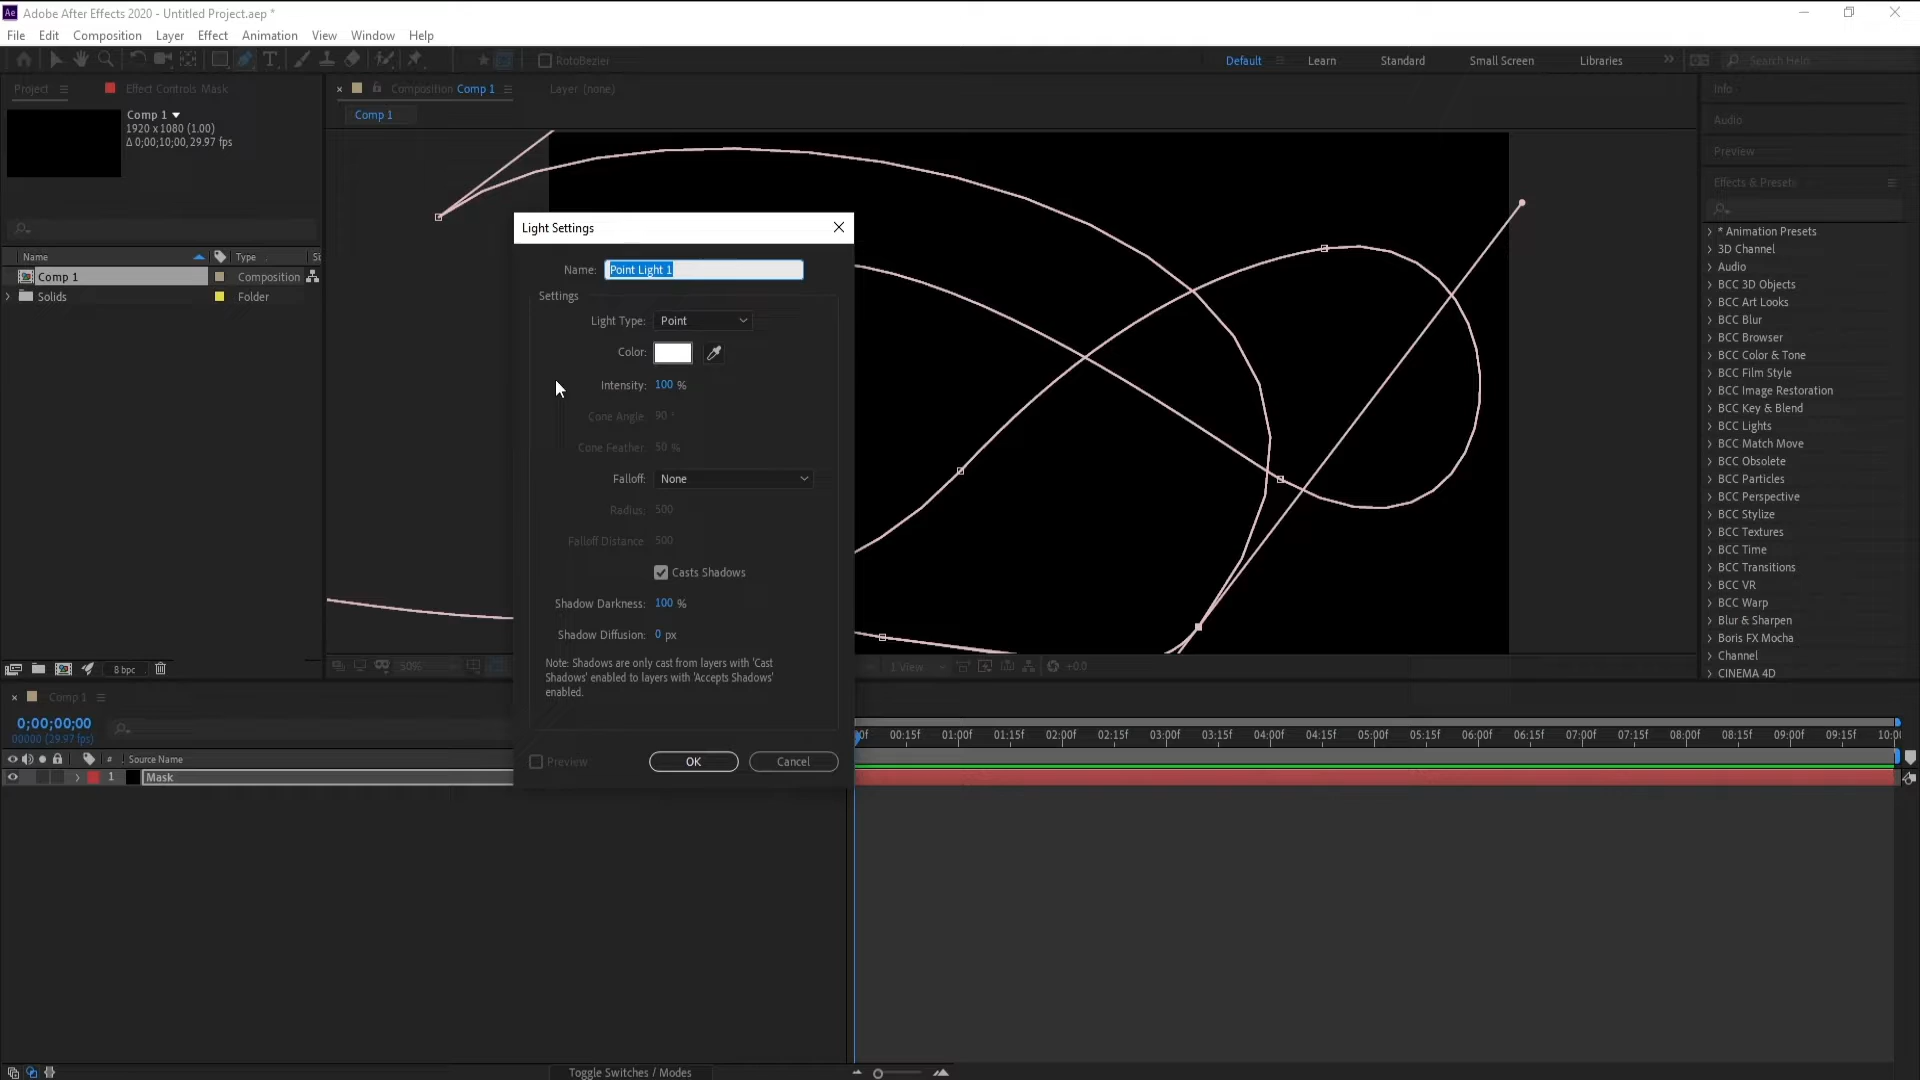 Adobe After Effects 2020 - Untitled Project.aep *
File Edit Composition Layer Effect Animation View Window Help
RotoBezier
Default Learn Standard Small Screen Libraries Search Help
Project Effect Controls Mask
Composition Comp 1 Layer (none)
Comp 1
Comp 1
1920 x 1080 (1.00)
Δ 0;00;10;00, 29.97 fps
Name Type
Comp 1 Composition
Solids Folder
8 bpc
Light Settings
Name: Point Light 1
Settings
Light Type: Point
Color:
Intensity: 100 %
Cone Angle: 90 °
Cone Feather: 50 %
Falloff: None
Radius: 500
Falloff Distance: 500
Casts Shadows
Shadow Darkness: 100 %
Shadow Diffusion: 0 px
Note: Shadows are only cast from layers with 'Cast
Shadows' enabled to layers with 'Accepts Shadows'
enabled.
Preview OK Cancel
50% 1 View +0.0
Info
Audio
Preview
Effects & Presets
* Animation Presets
3D Channel
Audio
BCC 3D Objects
BCC Art Looks
BCC Blur
BCC Browser
BCC Color & Tone
BCC Film Style
BCC Image Restoration
BCC Key & Blend
BCC Lights
BCC Match Move
BCC Obsolete
BCC Particles
BCC Perspective
BCC Stylize
BCC Textures
BCC Time
BCC Transitions
BCC VR
BCC Warp
Blur & Sharpen
Boris FX Mocha
Channel
CINEMA 4D
Comp 1
0;00;00;00
00000 (29.97 fps)
00:15f 01:00f 01:15f 02:00f 02:15f 03:00f 03:15f 04:00f 04:15f 05:00f 05:15f 06:00f 06:15f 07:00f 07:15f 08:00f 08:15f 09:00f 09:15f 10:0
# Source Name
1 Mask
Toggle Switches / Modes